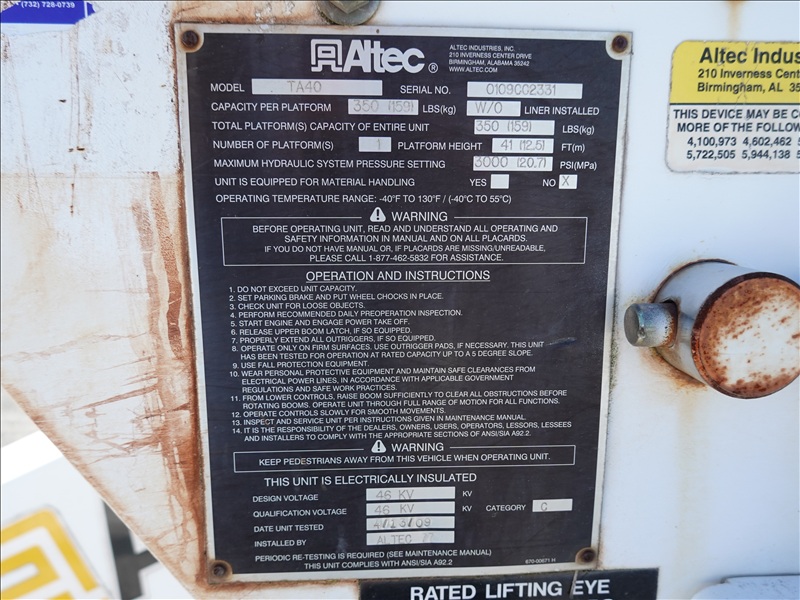 (732) 728-0739
Altec®
ALTEC INDUSTRIES, INC.
210 INVERNESS CENTER DRIVE
BIRMINGHAM, ALABAMA 35242
WWW.ALTEC.COM
MODEL TA40 SERIAL NO. 0109CC2331
CAPACITY PER PLATFORM 350 (159) LBS(kg) W/O LINER INSTALLED
TOTAL PLATFORM(S) CAPACITY OF ENTIRE UNIT 350 (159) LBS(kg)
NUMBER OF PLATFORM(S) 1 PLATFORM HEIGHT 41 (12.5) FT(m)
MAXIMUM HYDRAULIC SYSTEM PRESSURE SETTING 3000 (20.7) PSI(MPa)
UNIT IS EQUIPPED FOR MATERIAL HANDLING YES NO X
OPERATING TEMPERATURE RANGE: -40°F TO 130°F / (-40°C TO 55°C)
WARNING
BEFORE OPERATING UNIT, READ AND UNDERSTAND ALL OPERATING AND
SAFETY INFORMATION IN MANUAL AND ON ALL PLACARDS.
IF YOU DO NOT HAVE MANUAL OR, IF PLACARDS ARE MISSING/UNREADABLE,
PLEASE CALL 1-877-462-5832 FOR ASSISTANCE.
OPERATION AND INSTRUCTIONS
1. DO NOT EXCEED UNIT CAPACITY.
2. SET PARKING BRAKE AND PUT WHEEL CHOCKS IN PLACE.
3. CHECK UNIT FOR LOOSE OBJECTS.
4. PERFORM RECOMMENDED DAILY PREOPERATION INSPECTION.
5. START ENGINE AND ENGAGE POWER TAKE OFF.
6. RELEASE UPPER BOOM LATCH, IF SO EQUIPPED.
7. PROPERLY EXTEND ALL OUTRIGGERS, IF SO EQUIPPED.
8. OPERATE ONLY ON FIRM SURFACES. USE OUTRIGGER PADS, IF NECESSARY. THIS UNIT
HAS BEEN TESTED FOR OPERATION AT RATED CAPACITY UP TO A 5 DEGREE SLOPE.
9. USE FALL PROTECTION EQUIPMENT.
10. WEAR PERSONAL PROTECTIVE EQUIPMENT AND MAINTAIN SAFE CLEARANCES FROM
ELECTRICAL POWER LINES, IN ACCORDANCE WITH APPLICABLE GOVERNMENT
REGULATIONS AND SAFE WORK PRACTICES.
11. FROM LOWER CONTROLS, RAISE BOOM SUFFICIENTLY TO CLEAR ALL OBSTRUCTIONS BEFORE
ROTATING BOOMS. OPERATE UNIT THROUGH FULL RANGE OF MOTION FOR ALL FUNCTIONS.
12. OPERATE CONTROLS SLOWLY FOR SMOOTH MOVEMENTS.
13. INSPECT AND SERVICE UNIT PER INSTRUCTIONS GIVEN IN MAINTENANCE MANUAL.
14. IT IS RESPONSIBILITY OF THE DEALERS, OWNERS, USERS, OPERATORS, LESSORS, LESSEES
AND INSTALLERS TO COMPLY WITH THE APPROPRIATE SECTIONS OF ANSI/SIA A92.2.
WARNING
KEEP PEDESTRIANS AWAY FROM THIS VEHICLE WHEN OPERATING UNIT.
THIS UNIT IS ELECTRICALLY INSULATED
DESIGN VOLTAGE 46 KV KV
QUALIFICATION VOLTAGE 46 KV KV CATEGORY C
DATE UNIT TESTED 4/13/09
INSTALLED BY ALTEC
PERIODIC RE-TESTING IS REQUIRED (SEE MAINTENANCE MANUAL)
THIS UNIT COMPLIES WITH ANSI/SIA A92.2 670-00671 H
Altec Indus
210 Inverness Cente
Birmingham, AL 35
THIS DEVICE MAY BE CO
MORE OF THE FOLLOW
4,100,973 4,602,462
5,722,505 5,944,138
RATED LIFTING EYE